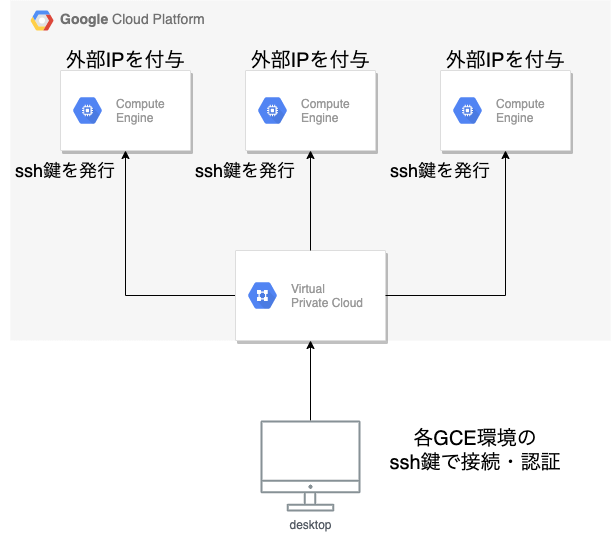 Google Cloud Platform
外部IPを付与
外部IPを付与
外部IPを付与
Compute
Engine
Compute
Engine
Compute
Engine
ssh鍵を発行
ssh鍵を発行
ssh鍵を発行
Virtual
Private Cloud
各GCE環境の
ssh鍵で接続・認証
desktop